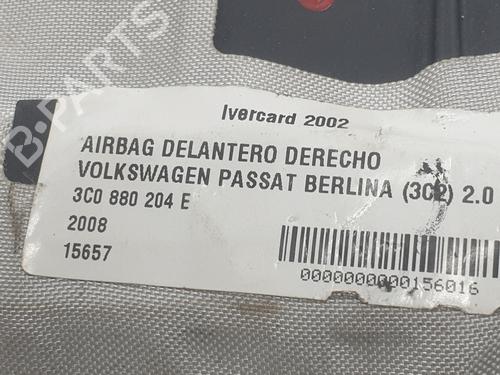 B-PARTS
Ivercard 2002
AIRBAG DELANTERO DERECHO
VOLKSWAGEN PASSAT BERLINA (3C2) 2.0
3C0 880 204 E
2008
15657
0000000000156016